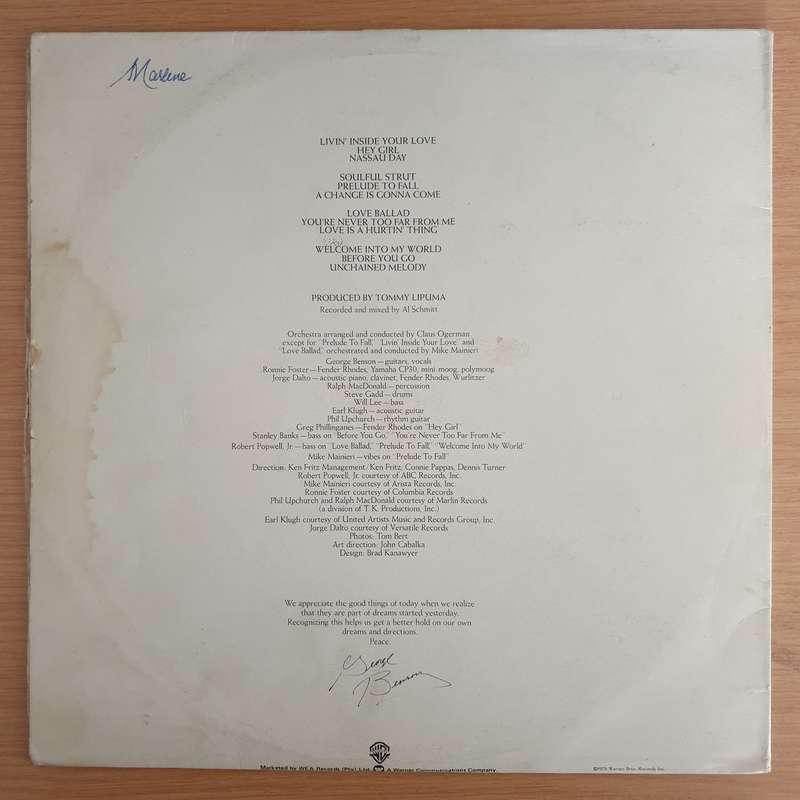 Marlene
LIVIN' INSIDE YOUR LOVE
HEY GIRL
NASSAU DAY
SOULFUL STRUT
PRELUDE TO FALL
A CHANGE IS GONNA COME
LOVE BALLAD
YOU'RE NEVER TOO FAR FROM ME
LOVE IS A HURTIN' THING
WELCOME INTO MY WORLD
BEFORE YOU GO
UNCHAINED MELODY
PRODUCED BY TOMMY LIPUMA
Recorded and mixed by Al Schmitt
Orchestra arranged and conducted by Claus Ogerman
except for "Prelude To Fall," "Livin' Inside Your Love" and
"Love Ballad," orchestrated and conducted by Mike Mainieri
George Benson—guitars, vocals
Ronnie Foster—Fender Rhodes, Yamaha CP30, mini moog, polymoog
Jorge Dalto—acoustic piano, clavinet, Fender Rhodes, Wurlitzer
Ralph MacDonald—percussion
Steve Gadd—drums
Will Lee—bass
Earl Klugh—acoustic guitar
Phil Upchurch—rhythm guitar
Greg Phillinganes—Fender Rhodes on "Hey Girl"
Stanley Banks—bass on "Before You Go," "You're Never Too Far From Me"
Robert Popwell, Jr.—bass on "Love Ballad," "Prelude To Fall," "Welcome Into My World"
Mike Mainieri—vibes on "Prelude To Fall"
Direction: Ken Fritz Management/Ken Fritz, Connie Pappas, Dennis Turner
Robert Popwell, Jr. courtesy of ABC Records, Inc.
Mike Mainieri courtesy of Arista Records, Inc.
Ronnie Foster courtesy of Columbia Records
Phil Upchurch and Ralph MacDonald courtesy of Marlin Records
(a division of T. K. Productions, Inc.)
Earl Klugh courtesy of United Artists Music and Records Group, Inc.
Jorge Dalto courtesy of Versatile Records
Photos: Tom Bert
Art direction: John Cabalka
Design: Brad Kanawyer
We appreciate the good things of today when we realize
that they are part of dreams started yesterday.
Recognizing this helps us get a better hold on our own
dreams and directions.
Peace.
George
Benson
Marketed by WEA Records (Pty) Ltd. A Warner Communications Company.
©1979 Warner Bros. Records Inc.